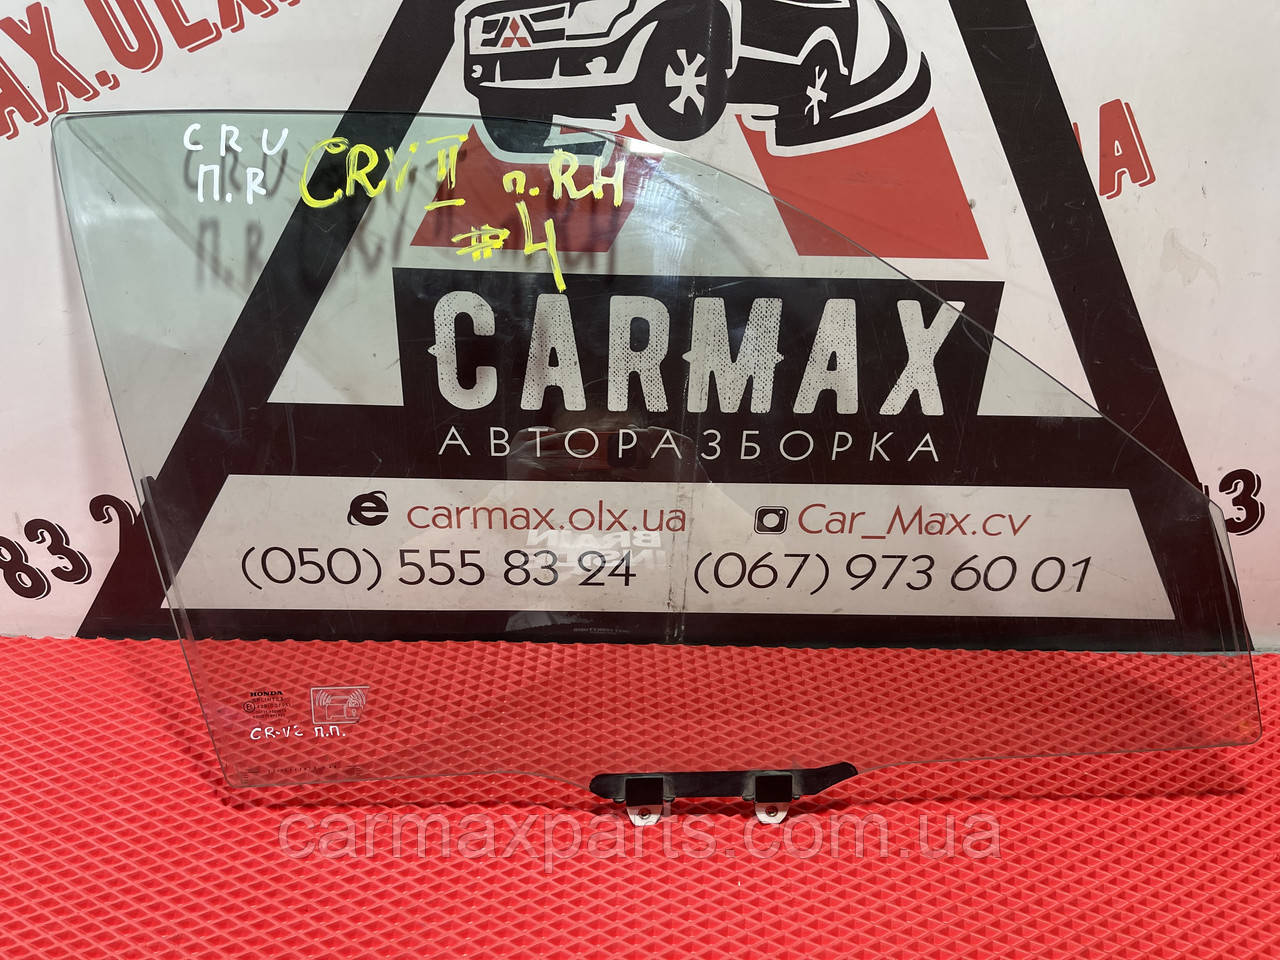 CRU
П.R
CRV II п.RH
#4
CARMAX
АВТОРАЗБОРКА
carmax.olx.ua
Car_Max.cv
(050) 555 83 24
(067) 973 60 01
HONDA
CR-V2 П.П.
carmaxparts.com.ua